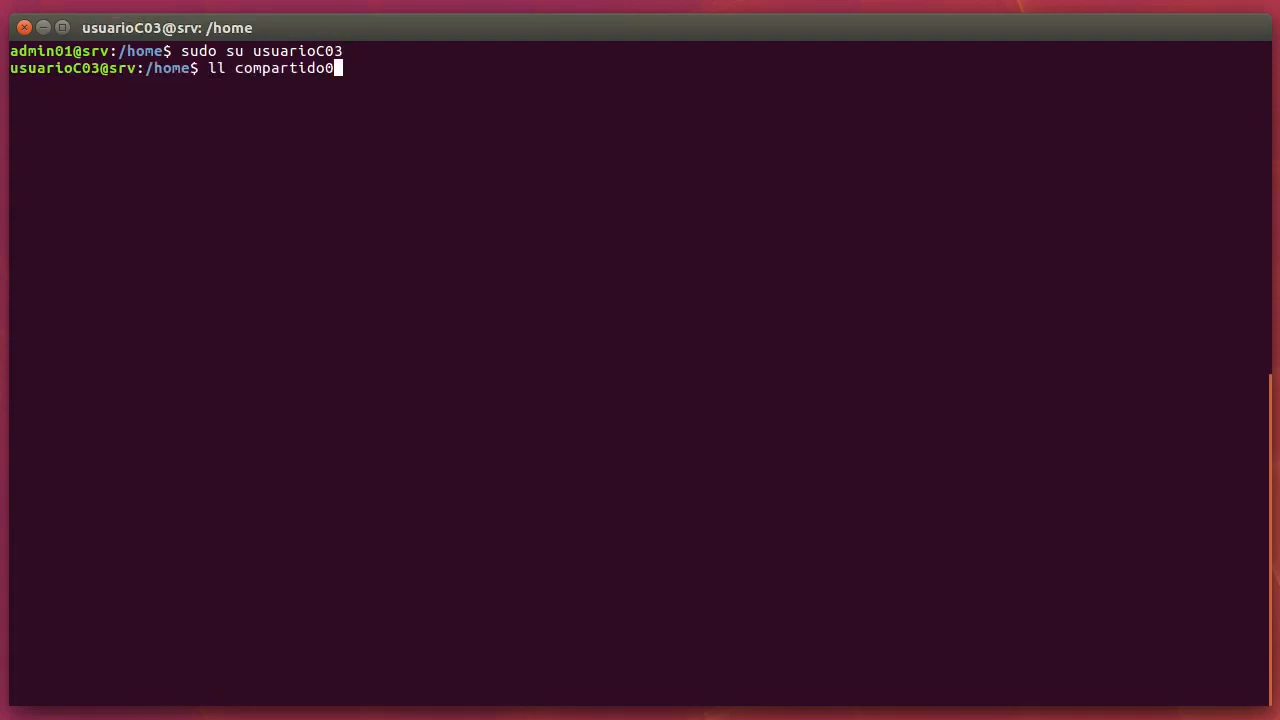 usuarioC03@srv: /home
admin01@srv:/home$ sudo su usuarioC03
usuarioC03@srv:/home$ ll compartido0